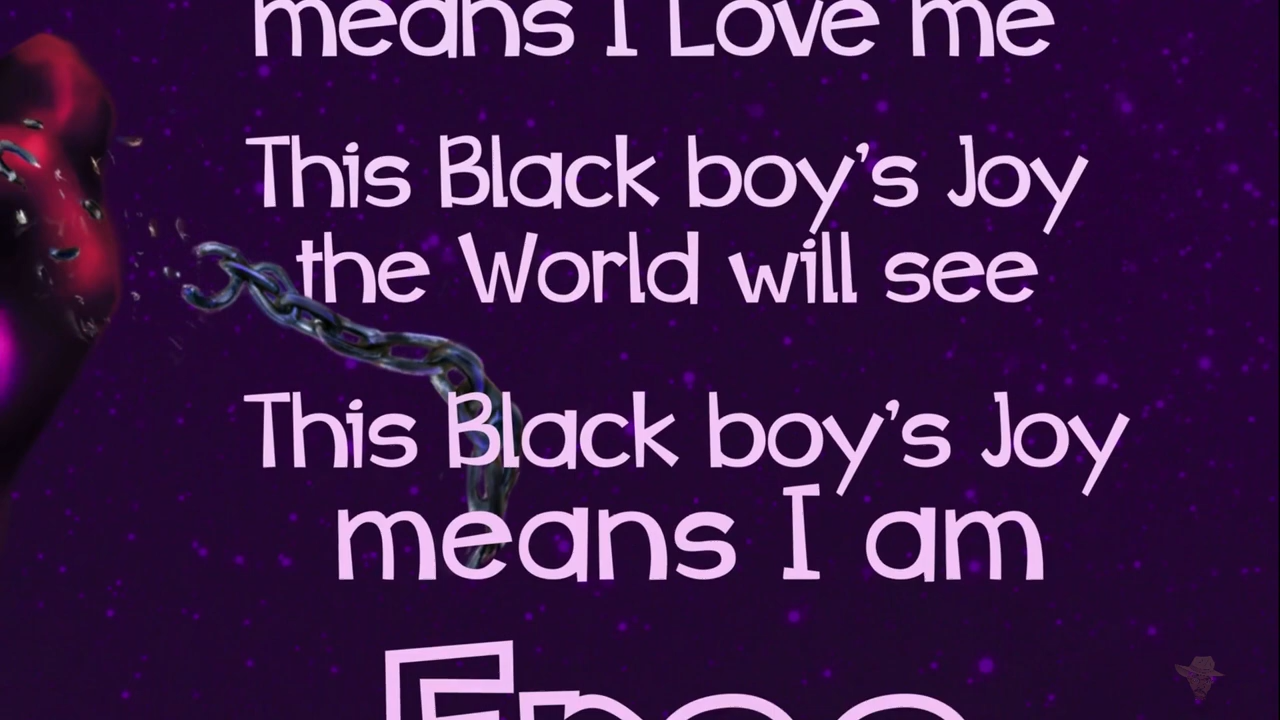 means I Love me
This Black boy's Joy
the World will see
This Black boy's Joy
means I am
Free